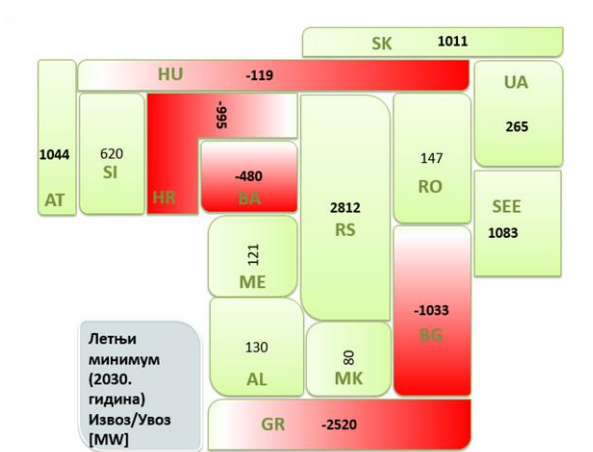 SK 1011
HU -119
UA
265
AT
1044
620
SI
HR
-995
-480
BA
2812
RS
147
RO
SEE
1083
121
ME
-1033
BG
130
AL
80
MK
GR -2520
Летњи
минимум
(2030.
гидина)
Извоз/Увоз
[MW]